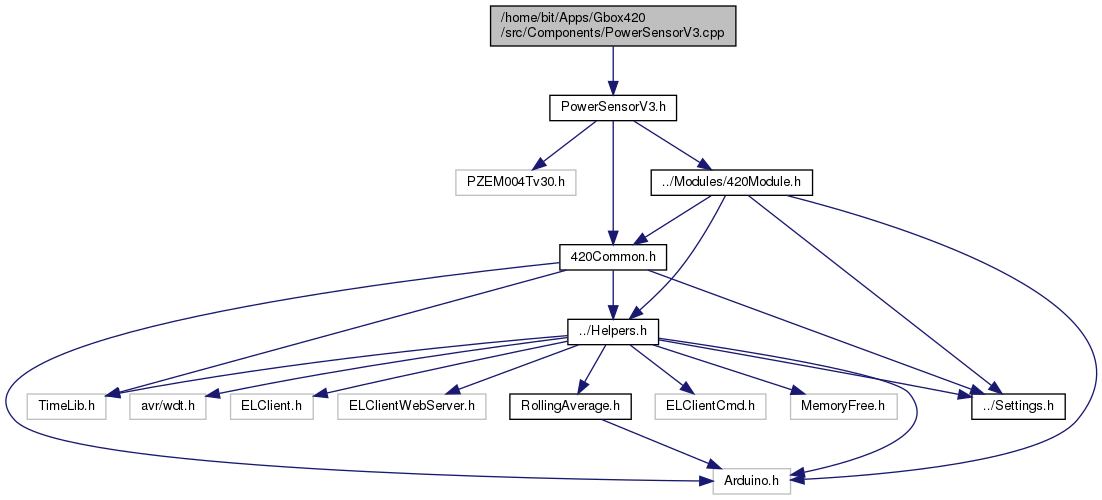 /home/bit/Apps/Gbox420
/src/Components/PowerSensorV3.cpp
PowerSensorV3.h
PZEM004Tv30.h
../Modules/420Module.h
420Common.h
../Helpers.h
TimeLib.h
avr/wdt.h
ELClient.h
ELClientWebServer.h
RollingAverage.h
ELClientCmd.h
MemoryFree.h
../Settings.h
Arduino.h